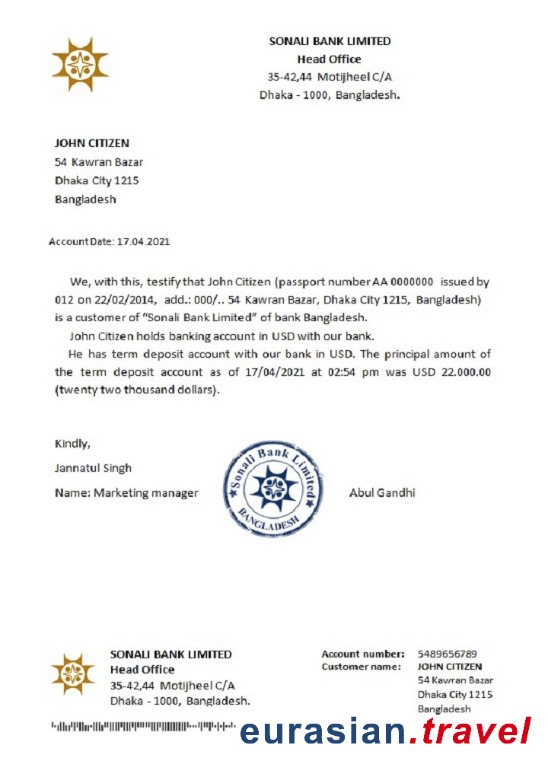 SONALI BANK LIMITED
Head Office
35-42,44 Motijheel C/A
Dhaka - 1000, Bangladesh.
JOHN CITIZEN
54 Kawran Bazar
Dhaka City 1215
Bangladesh
Account Date: 17.04.2021
We, with this, testify that John Citizen (passport number AA 0000000 issued by
012 on 22/02/2014, add.: 000/.. 54 Kawran Bazar, Dhaka City 1215, Bangladesh)
is a customer of “Sonali Bank Limited” of bank Bangladesh.
John Citizen holds banking account in USD with our bank.
He has term deposit account with our bank in USD. The principal amount of
the term deposit account as of 17/04/2021 at 02:54 pm was USD 22.000.00
(twenty two thousand dollars).
Kindly,
Jannatul Singh
Name: Marketing manager
Sonali Bank Limited
BANGLADESH
Abul Gandhi
SONALI BANK LIMITED
Head Office
35-42,44 Motijheel C/A
Dhaka - 1000, Bangladesh.
Account number: 5489656789
Customer name: JOHN CITIZEN
54 Kawran Bazar
Dhaka City 1215
Bangladesh
eurasian.travel